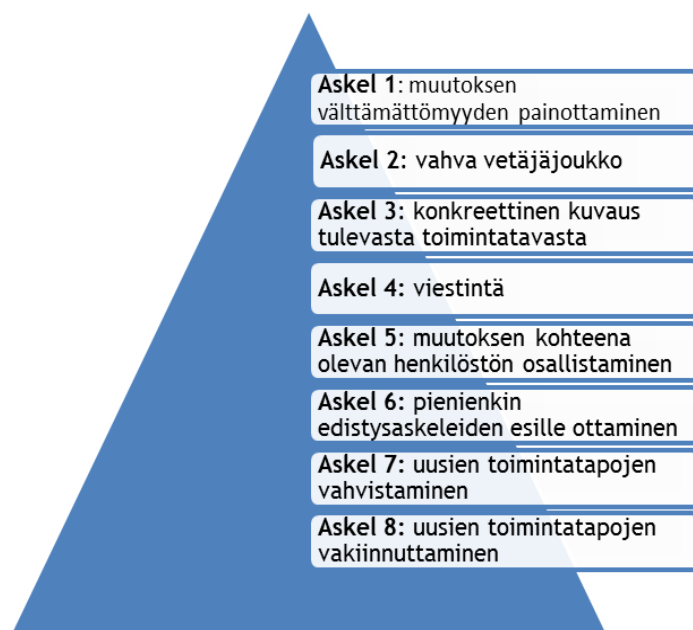 Askel 1: muutoksen
välttämättömyyden painottaminen
Askel 2: vahva vetäjäjoukko
Askel 3: konkreettinen kuvaus
tulevasta toimintatavasta
Askel 4: viestintä
Askel 5: muutoksen kohteena
olevan henkilöstön osallistaminen
Askel 6: pienienkin
edistysaskeleiden esille ottaminen
Askel 7: uusien toimintatapojen
vahvistaminen
Askel 8: uusien toimintatapojen
vakiinnuttaminen